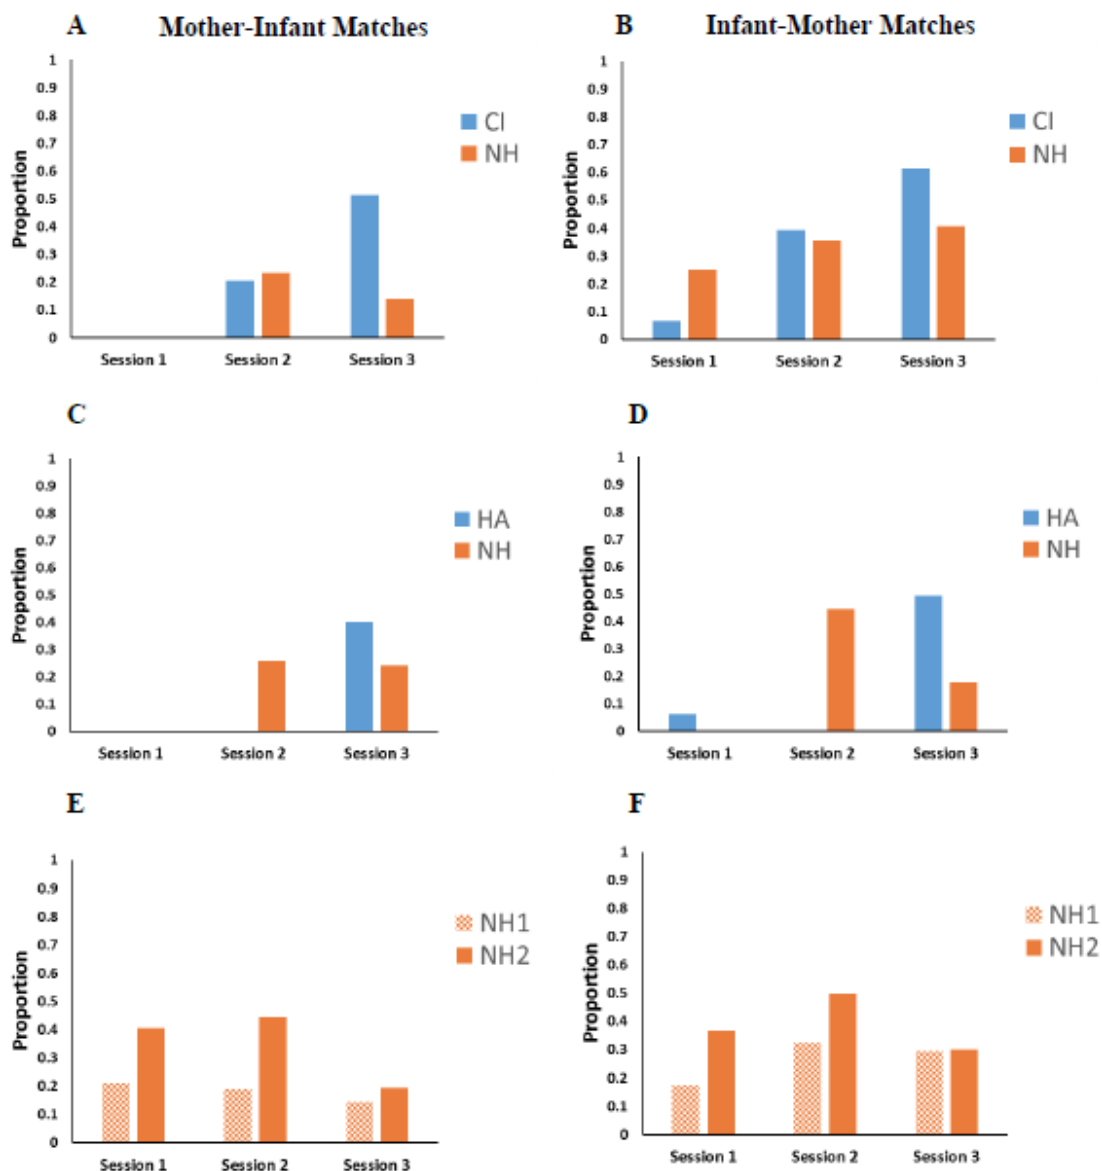 A Mother-Infant Matches
1
0.9
0.8
0.7
0.6
0.5
0.4
0.3
0.2
0.1
0
Proportion
Session 1 Session 2 Session 3
CI
NH
B Infant-Mother Matches
1
0.9
0.8
0.7
0.6
0.5
0.4
0.3
0.2
0.1
0
Proportion
Session 1 Session 2 Session 3
CI
NH
C
1
0.9
0.8
0.7
0.6
0.5
0.4
0.3
0.2
0.1
0
Proportion
Session 1 Session 2 Session 3
HA
NH
D
1
0.9
0.8
0.7
0.6
0.5
0.4
0.3
0.2
0.1
0
Proportion
Session 1 Session 2 Session 3
HA
NH
E
1
0.9
0.8
0.7
0.6
0.5
0.4
0.3
0.2
0.1
0
Proportion
Session 1 Session 2 Session 3
NH1
NH2
F
1
0.9
0.8
0.7
0.6
0.5
0.4
0.3
0.2
0.1
0
Proportion
Session 1 Session 2 Session 3
NH1
NH2